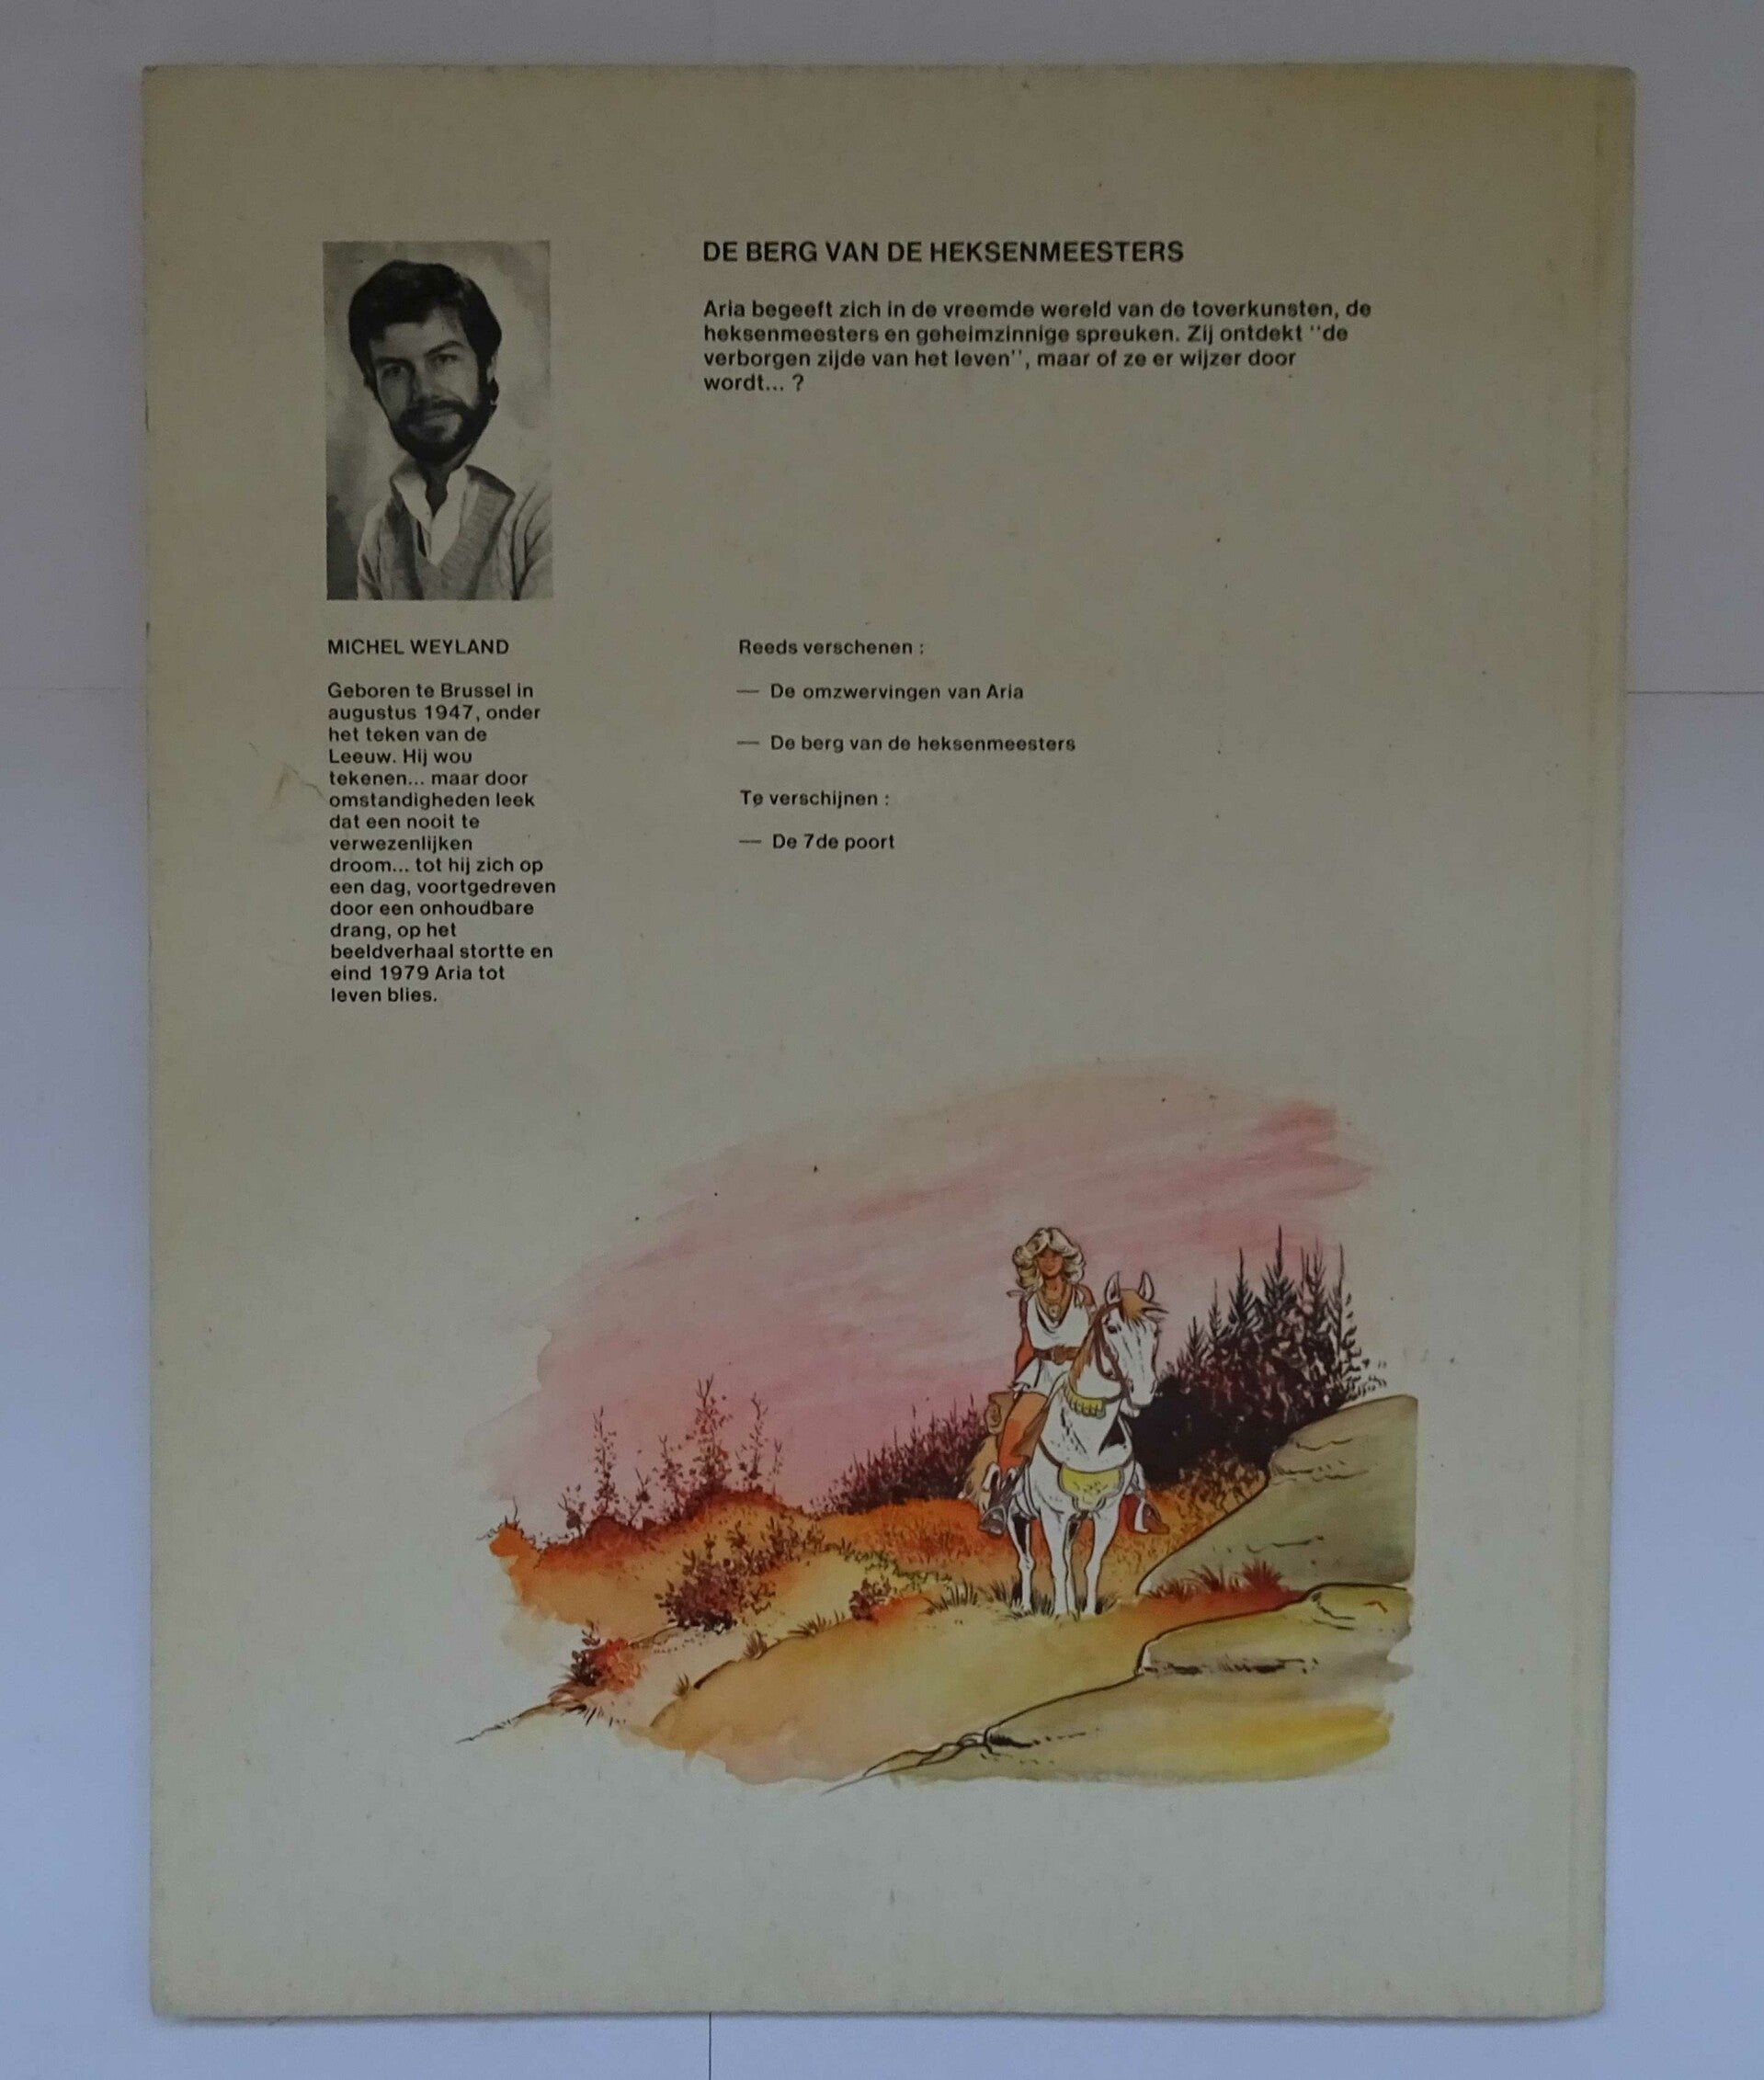 DE BERG VAN DE HEKSENMEESTERS
Aria begeeft zich in de vreemde wereld van de toverkunsten, de
heksenmeesters en geheimzinnige spreuken. Zij ontdekt ''de
verborgen zijde van het leven'', maar of ze er wijzer door
wordt... ?
MICHEL WEYLAND
Geboren te Brussel in
augustus 1947, onder
het teken van de
Leeuw. Hij wou
tekenen... maar door
omstandigheden leek
dat een nooit te
verwezenlijken
droom... tot hij zich op
een dag, voortgedreven
door een onhoudbare
drang, op het
beeldverhaal stortte en
eind 1979 Aria tot
leven blies.
Reeds verschenen :
— De omzwervingen van Aria
— De berg van de heksenmeesters
Te verschijnen :
— De 7de poort